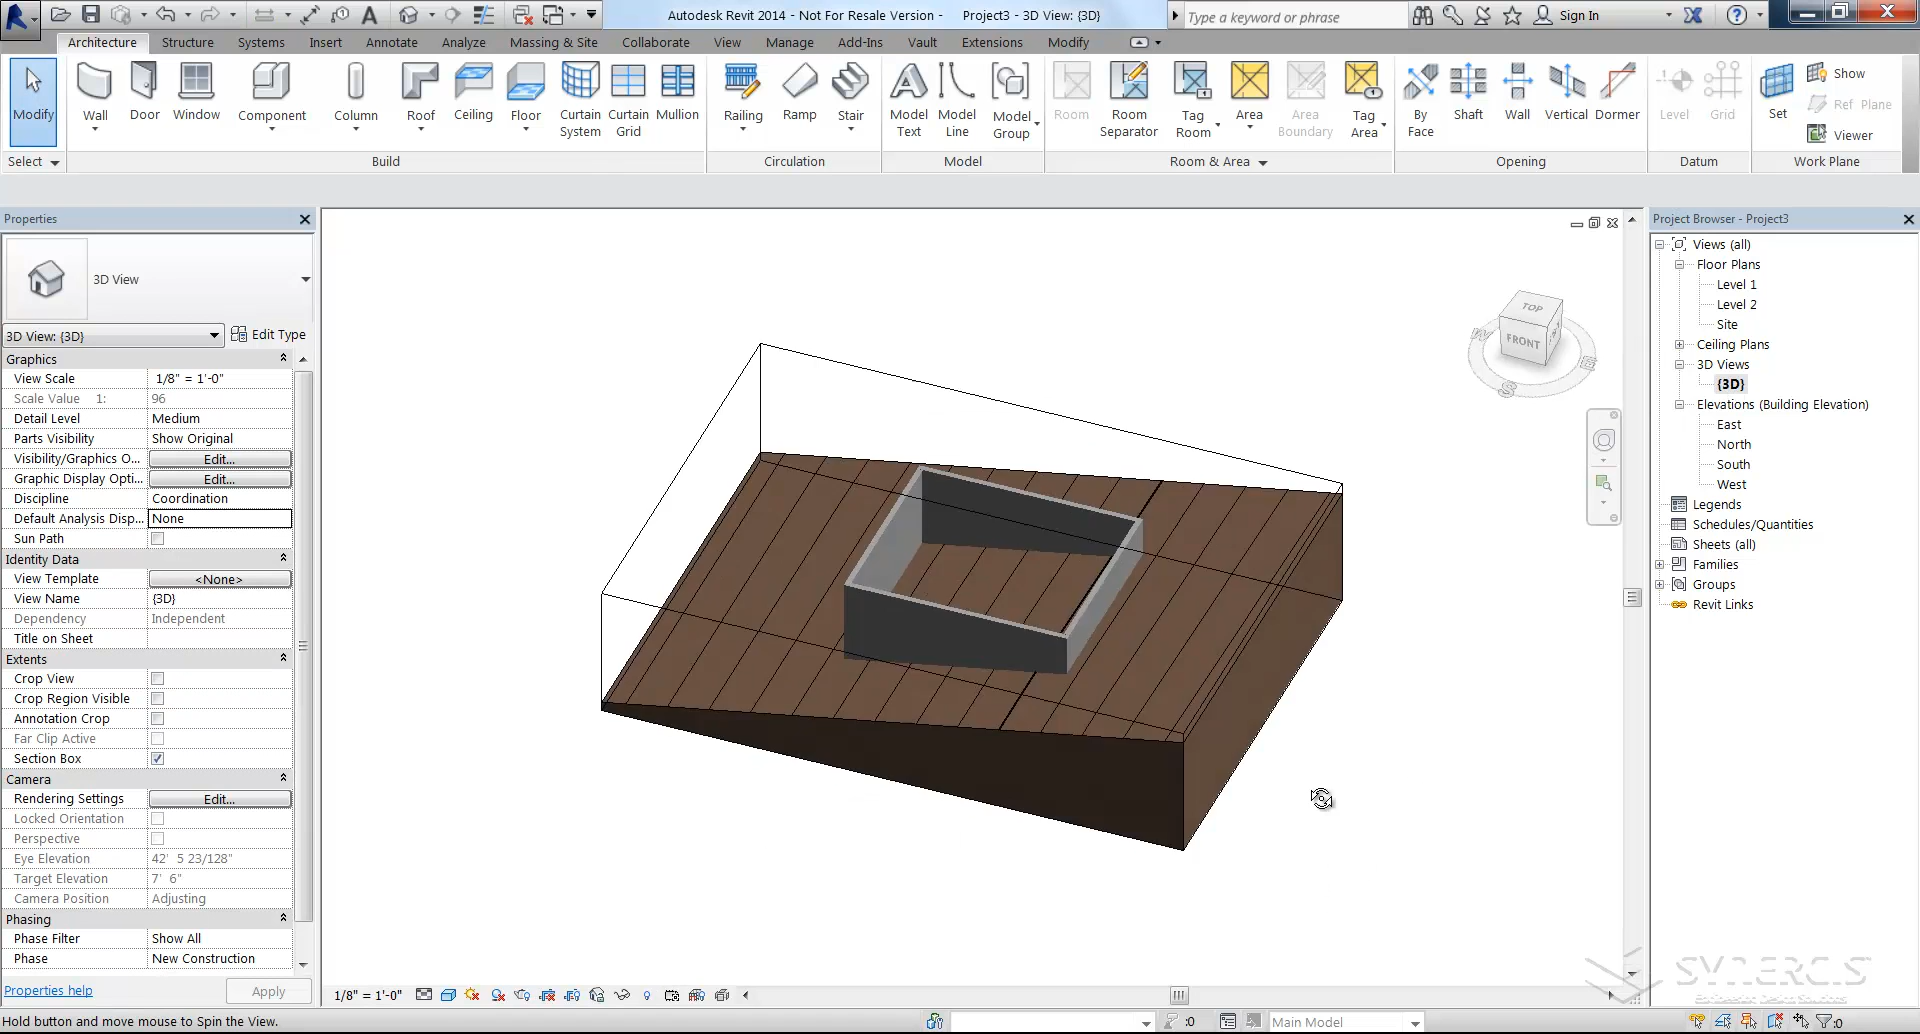 Autodesk Revit 2014 - Not For Resale Version - Project3 - 3D View: {3D}
Type a keyword or phrase
Sign In
Architecture Structure Systems Insert Annotate Analyze Massing & Site Collaborate View Manage Add-Ins Vault Extensions Modify
Modify
Wall
Door
Window
Component
Column
Roof
Ceiling
Floor
Curtain System
Curtain Grid
Mullion
Railing
Ramp
Stair
Model Text
Model Line
Model Group
Room
Room Separator
Tag Room
Area
Area Boundary
Tag Area
By Face
Shaft
Wall
Vertical
Dormer
Level
Grid
Set
Show
Ref Plane
Viewer
Select
Build
Circulation
Model
Room & Area
Opening
Datum
Work Plane
Properties
3D View
3D View: {3D}
Edit Type
Graphics
View Scale 1/8" = 1'-0"
Scale Value 1: 96
Detail Level Medium
Parts Visibility Show Original
Visibility/Graphics O... Edit...
Graphic Display Opti... Edit...
Discipline Coordination
Default Analysis Disp... None
Sun Path
Identity Data
View Template <None>
View Name {3D}
Dependency Independent
Title on Sheet
Extents
Crop View
Crop Region Visible
Annotation Crop
Far Clip Active
Section Box
Camera
Rendering Settings Edit...
Locked Orientation
Perspective
Eye Elevation 42' 5 23/128"
Target Elevation 7' 6"
Camera Position Adjusting
Phasing
Phase Filter Show All
Phase New Construction
Properties help
Apply
TOP
FRONT
W
S
E
Project Browser - Project3
Views (all)
Floor Plans
Level 1
Level 2
Site
Ceiling Plans
3D Views
{3D}
Elevations (Building Elevation)
East
North
South
West
Legends
Schedules/Quantities
Sheets (all)
Families
Groups
Revit Links
SYNERGIS
Engineering Design Solutions
1/8" = 1'-0"
Hold button and move mouse to Spin the View.
:0
Main Model
:0